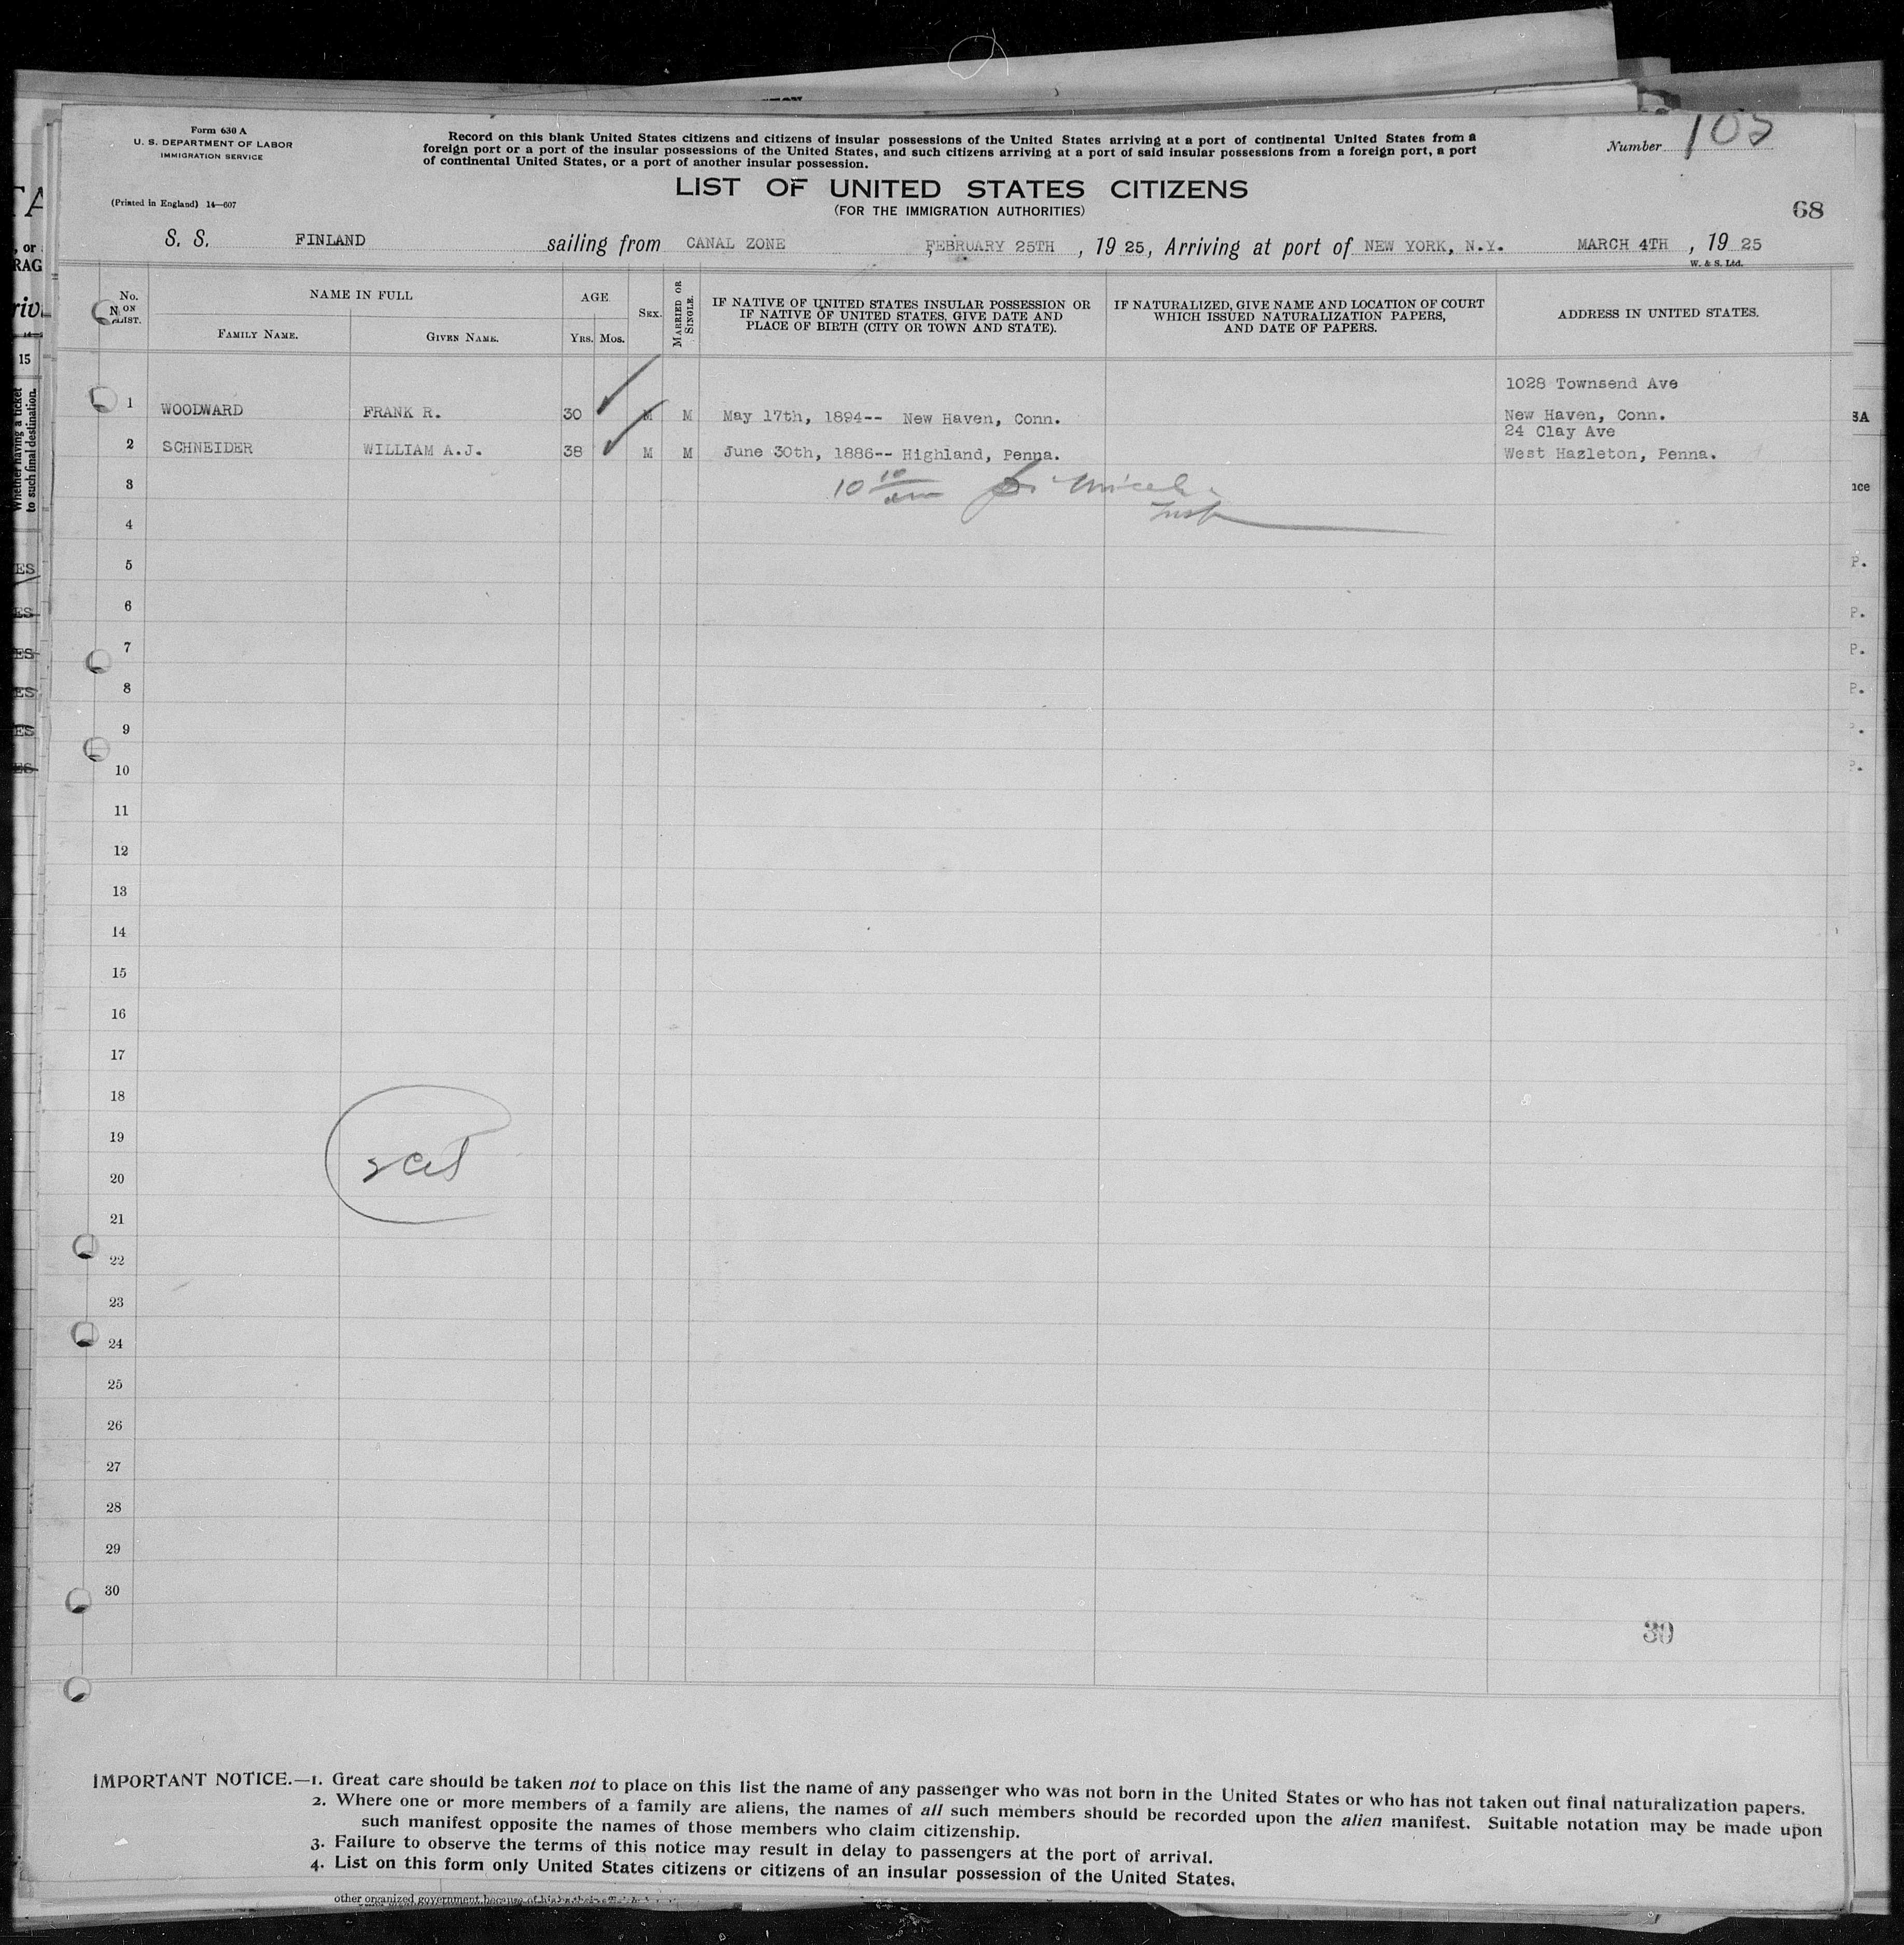 Form 630 A
U. S. DEPARTMENT OF LABOR
IMMIGRATION SERVICE
(Printed in England) 14—607
Record on this blank United States citizens and citizens of insular possessions of the United States arriving at a port of continental United States from a
foreign port or a port of the insular possessions of the United States, and such citizens arriving at a port of said insular possessions from a foreign port, a port
of continental United States, or a port of another insular possession.
Number 105
LIST OF UNITED STATES CITIZENS
(FOR THE IMMIGRATION AUTHORITIES)
68
S. S. FINLAND sailing from CANAL ZONE FEBRUARY 25TH, 1925, Arriving at port of NEW YORK, N.Y. MARCH 4TH, 1925
W. & S. Ltd.
No. ON LIST.
NAME IN FULL
FAMILY NAME.
GIVEN NAME.
AGE
YRS.
MOS.
SEX.
MARRIED OR SINGLE.
IF NATIVE OF UNITED STATES INSULAR POSSESSION OR
IF NATIVE OF UNITED STATES, GIVE DATE AND
PLACE OF BIRTH (CITY OR TOWN AND STATE).
IF NATURALIZED, GIVE NAME AND LOCATION OF COURT
WHICH ISSUED NATURALIZATION PAPERS,
AND DATE OF PAPERS.
ADDRESS IN UNITED STATES.
1028 Townsend Ave
1 WOODWARD FRANK R. 30 M M May 17th, 1894-- New Haven, Conn. New Haven, Conn.
24 Clay Ave
2 SCHNEIDER WILLIAM A.J. 38 M M June 30th, 1886-- Highland, Penna. West Hazleton, Penna.
3
4
5
6
7
8
9
10
11
12
13
14
15
16
17
18
19
20
21
22
23
24
25
26
27
28
29
30
39
IMPORTANT NOTICE.—1. Great care should be taken not to place on this list the name of any passenger who was not born in the United States or who has not taken out final naturalization papers.
2. Where one or more members of a family are aliens, the names of all such members should be recorded upon the alien manifest. Suitable notation may be made upon
such manifest opposite the names of those members who claim citizenship.
3. Failure to observe the terms of this notice may result in delay to passengers at the port of arrival.
4. List on this form only United States citizens or citizens of an insular possession of the United States.